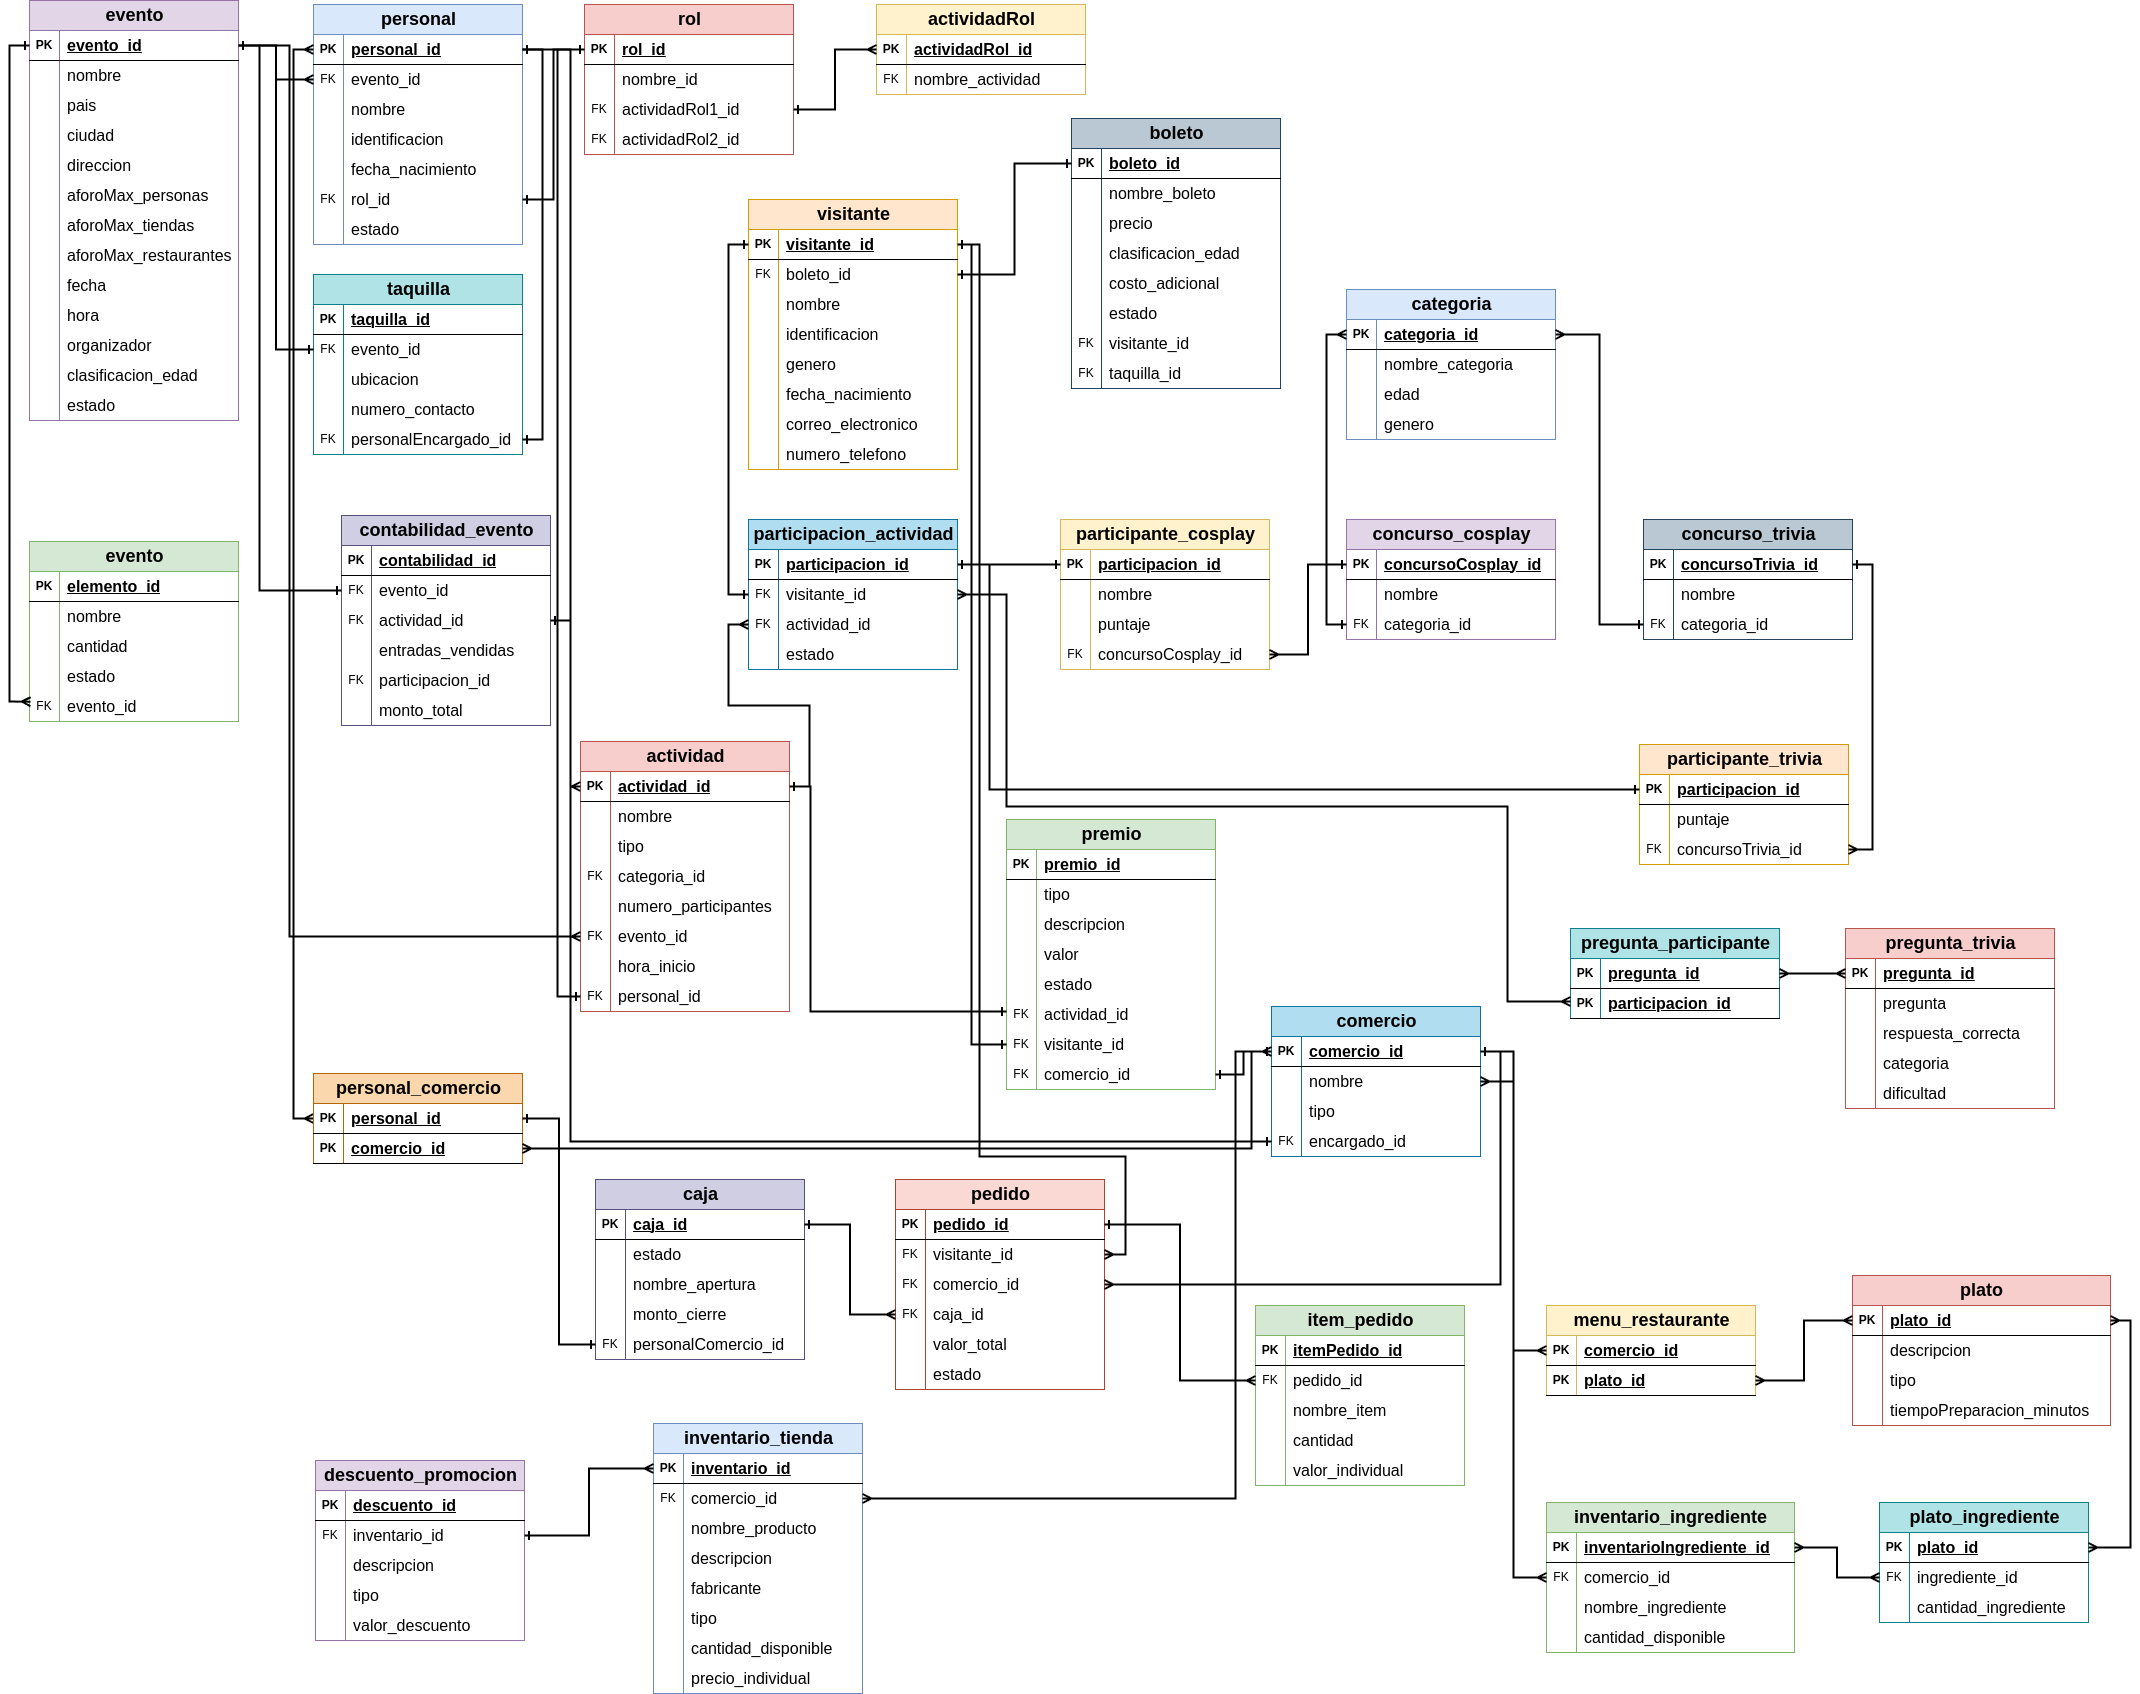 evento
PK evento_id
nombre
pais
ciudad
direccion
aforoMax_personas
aforoMax_tiendas
aforoMax_restaurantes
fecha
hora
organizador
clasificacion_edad
estado
personal
PK personal_id
FK evento_id
nombre
identificacion
fecha_nacimiento
FK rol_id
estado
rol
PK rol_id
nombre_id
FK actividadRol1_id
FK actividadRol2_id
actividadRol
PK actividadRol_id
FK nombre_actividad
boleto
PK boleto_id
nombre_boleto
precio
clasificacion_edad
costo_adicional
estado
FK visitante_id
FK taquilla_id
visitante
PK visitante_id
FK boleto_id
nombre
identificacion
genero
fecha_nacimiento
correo_electronico
numero_telefono
taquilla
PK taquilla_id
FK evento_id
ubicacion
numero_contacto
FK personalEncargado_id
categoria
PK categoria_id
nombre_categoria
edad
genero
evento
PK elemento_id
nombre
cantidad
estado
FK evento_id
contabilidad_evento
PK contabilidad_id
FK evento_id
FK actividad_id
entradas_vendidas
FK participacion_id
monto_total
participacion_actividad
PK participacion_id
FK visitante_id
FK actividad_id
estado
participante_cosplay
PK participacion_id
nombre
puntaje
FK concursoCosplay_id
concurso_cosplay
PK concursoCosplay_id
nombre
FK categoria_id
concurso_trivia
PK concursoTrivia_id
nombre
FK categoria_id
actividad
PK actividad_id
nombre
tipo
FK categoria_id
numero_participantes
FK evento_id
hora_inicio
FK personal_id
participante_trivia
PK participacion_id
puntaje
FK concursoTrivia_id
premio
PK premio_id
tipo
descripcion
valor
estado
FK actividad_id
FK visitante_id
FK comercio_id
pregunta_participante
PK pregunta_id
PK participacion_id
pregunta_trivia
PK pregunta_id
pregunta
respuesta_correcta
categoria
dificultad
comercio
PK comercio_id
nombre
tipo
FK encargado_id
personal_comercio
PK personal_id
PK comercio_id
caja
PK caja_id
estado
nombre_apertura
monto_cierre
FK personalComercio_id
pedido
PK pedido_id
FK visitante_id
FK comercio_id
FK caja_id
valor_total
estado
item_pedido
PK itemPedido_id
FK pedido_id
nombre_item
cantidad
valor_individual
menu_restaurante
PK comercio_id
PK plato_id
plato
PK plato_id
descripcion
tipo
tiempoPreparacion_minutos
descuento_promocion
PK descuento_id
FK inventario_id
descripcion
tipo
valor_descuento
inventario_tienda
PK inventario_id
FK comercio_id
nombre_producto
descripcion
fabricante
tipo
cantidad_disponible
precio_individual
inventario_ingrediente
PK inventarioIngrediente_id
FK comercio_id
nombre_ingrediente
cantidad_disponible
plato_ingrediente
PK plato_id
FK ingrediente_id
cantidad_ingrediente